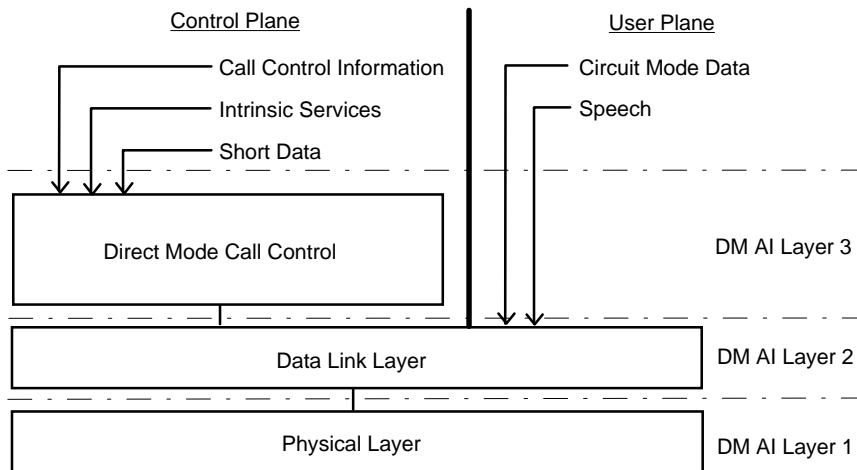 Control Plane
User Plane
Call Control Information
Circuit Mode Data
Intrinsic Services
Speech
Short Data
Direct Mode Call Control
DM AI Layer 3
Data Link Layer
DM AI Layer 2
Physical Layer
DM AI Layer 1